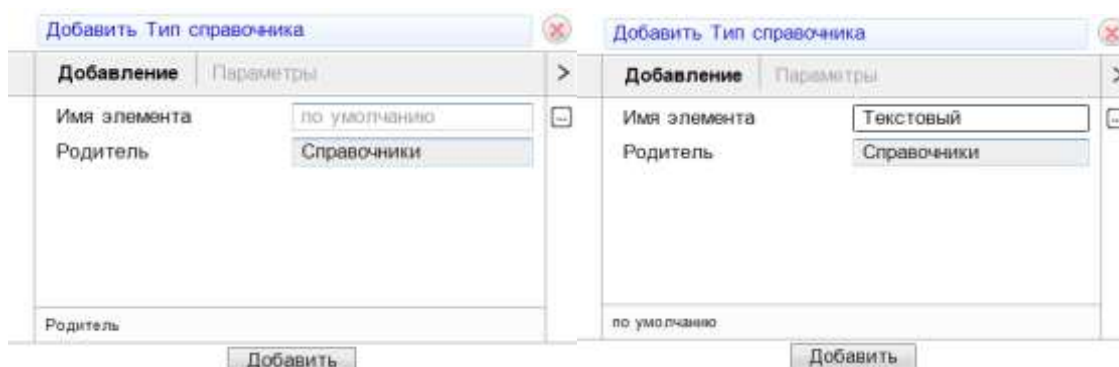 Добавить Тип справочника
Добавление Параметры >
Имя элемента по умолчанию ...
Родитель Справочники
Родитель
Добавить
Добавить Тип справочника
Добавление Параметры >
Имя элемента Текстовый ...
Родитель Справочники
по умолчанию
Добавить